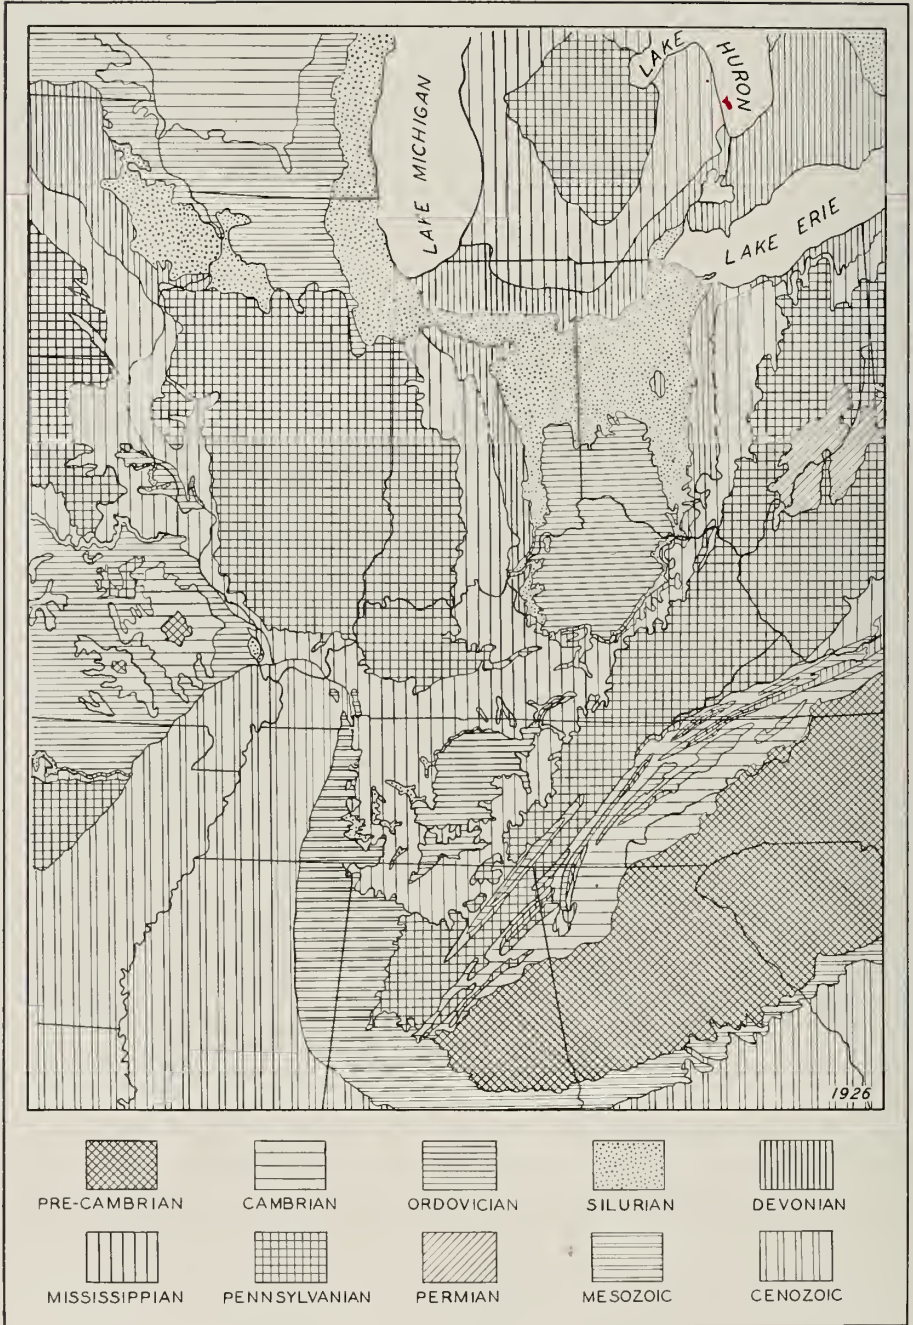 LAKE HURON
LAKE MICHIGAN
LAKE ERIE
1926
PRE-CAMBRIAN CAMBRIAN ORDOVICIAN SILURIAN DEVONIAN
MISSISSIPPIAN PENNSYLVANIAN PERMIAN MESOZOIC CENOZOIC